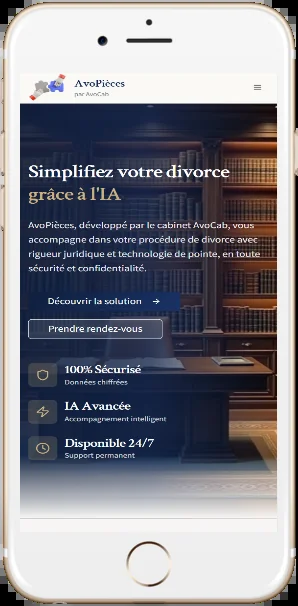 AvoPièces
par AvoCab
Simplifiez votre divorce
grâce à l'IA
AvoPièces, développé par le cabinet AvoCab, vous
accompagne dans votre procédure de divorce avec
rigueur juridique et technologie de pointe, en toute
sécurité et confidentialité.
Découvrir la solution →
Prendre rendez-vous
100% Sécurisé
Données chiffrées
IA Avancée
Accompagnement intelligent
Disponible 24/7
Support permanent